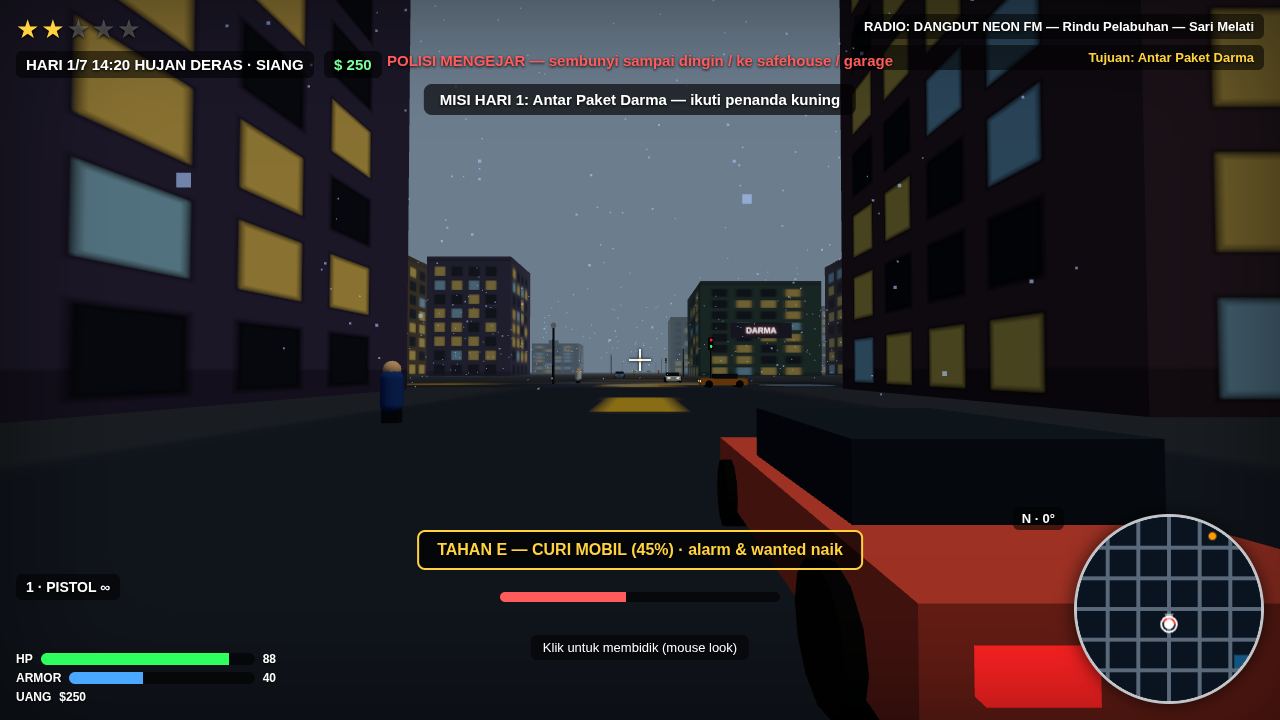 ★★★★★
HARI 1/7 14:20 HUJAN DERAS · SIANG
$ 250
POLISI MENGEJAR — sembunyi sampai dingin / ke safehouse / garage
MISI HARI 1: Antar Paket Darma — ikuti penanda kuning
RADIO: DANGDUT NEON FM — Rindu Pelabuhan — Sari Melati
Tujuan: Antar Paket Darma
DARMA
TAHAN E — CURI MOBIL (45%) · alarm & wanted naik
Klik untuk membidik (mouse look)
N · 0°
1 · PISTOL ∞
HP 88
ARMOR 40
UANG $250